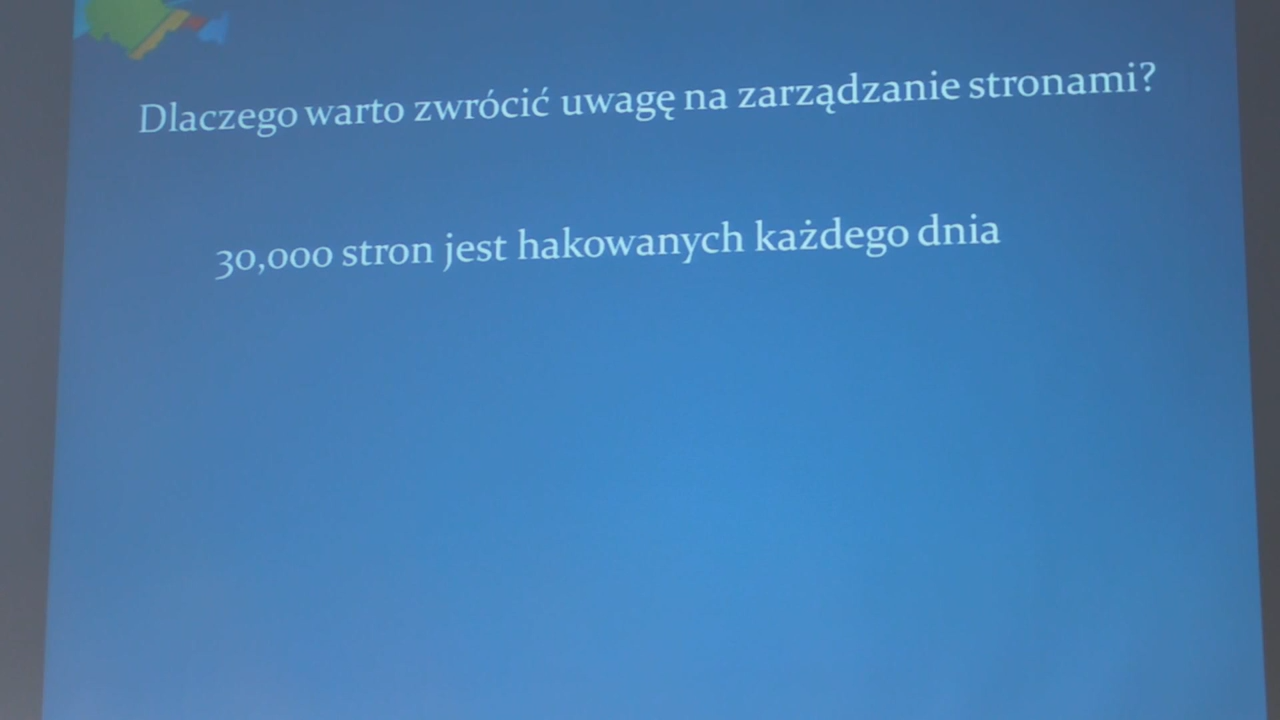 Dlaczego warto zwrócić uwagę na zarządzanie stronami?
30,000 stron jest hakowanych każdego dnia